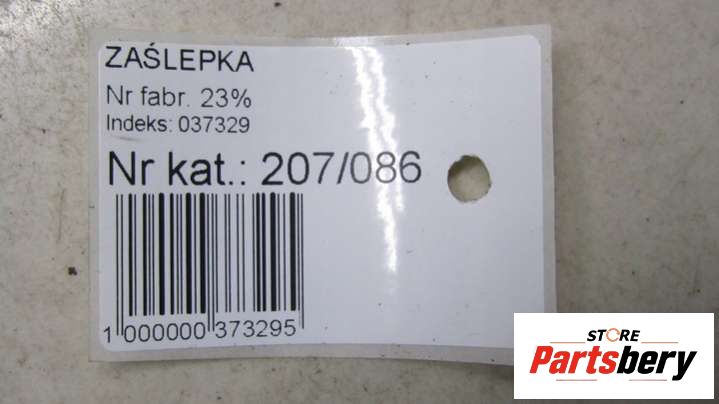 ZAŚLEPKA
Nr fabr. 23%
Indeks: 037329
Nr kat.: 207/086
1 000000 373295
STORE
Partsbery